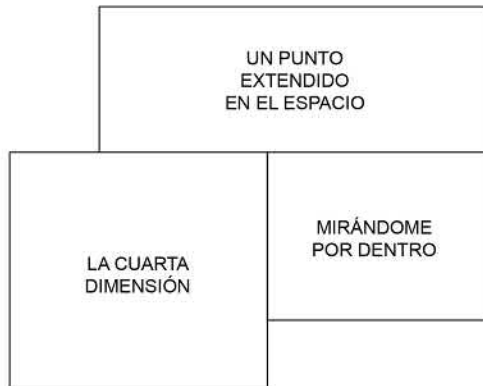 UN PUNTO
EXTENDIDO
EN EL ESPACIO
MIRÁNDOME
POR DENTRO
LA CUARTA
DIMENSIÓN